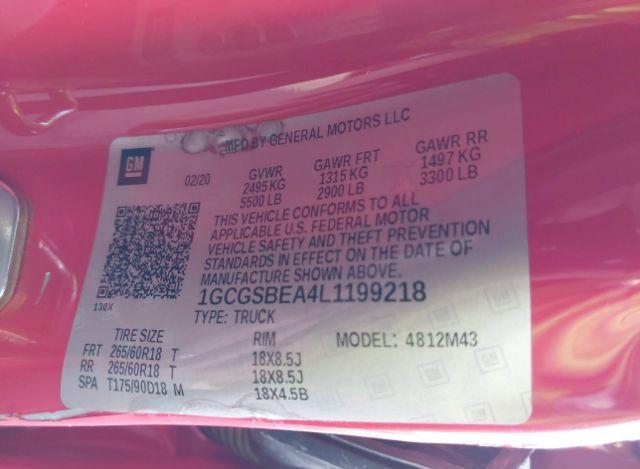 MFD BY GENERAL MOTORS LLC
GM
02/20 GVWR GAWR FRT GAWR RR
2495 KG 1315 KG 1497 KG
5500 LB 2900 LB 3300 LB
THIS VEHICLE CONFORMS TO ALL
APPLICABLE U.S. FEDERAL MOTOR
VEHICLE SAFETY AND THEFT PREVENTION
STANDARDS IN EFFECT ON THE DATE OF
MANUFACTURE SHOWN ABOVE.
130X
1GCGSBEA4L1199218
TYPE: TRUCK
TIRE SIZE RIM MODEL: 4812M43
FRT 265/60R18 T 18X8.5J
RR 265/60R18 T 18X8.5J
SPA T175/90D18 M 18X4.5B